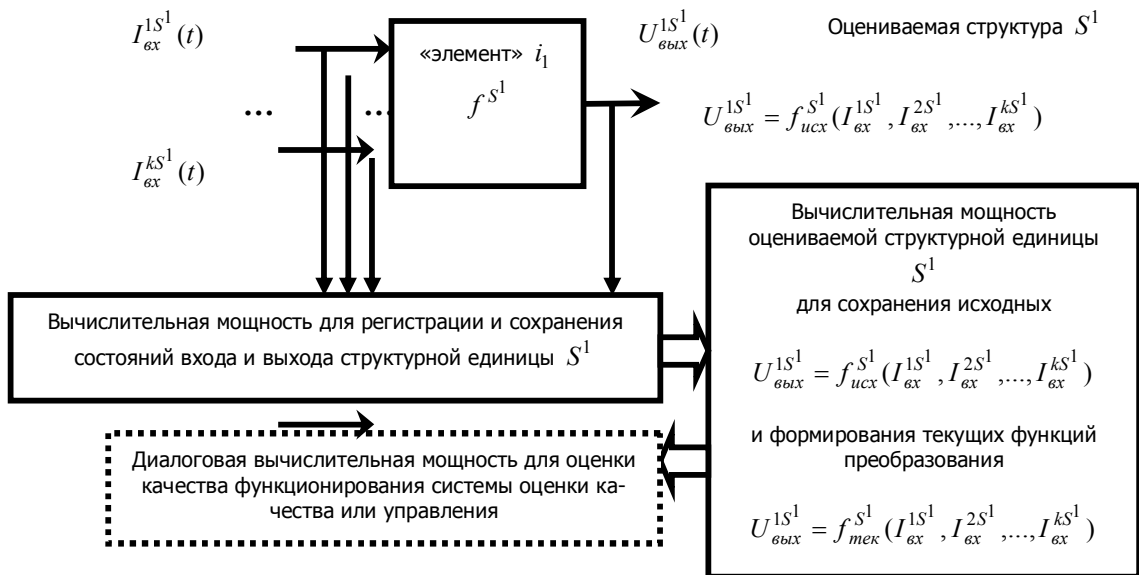 I_{вх}^{1S^1}(t)
U_{вых}^{1S^1}(t)
Оцениваемая структура S^1
«элемент» i_1
f^{S^1}
... ...
U_{вых}^{1S^1} = f_{исх}^{S^1}(I_{вх}^{1S^1}, I_{вх}^{2S^1},..., I_{вх}^{kS^1})
I_{вх}^{kS^1}(t)
Вычислительная мощность
оцениваемой структурной единицы
S^1
для сохранения исходных
U_{вых}^{1S^1} = f_{исх}^{S^1}(I_{вх}^{1S^1}, I_{вх}^{2S^1},..., I_{вх}^{kS^1})
и формирования текущих функций
преобразования
U_{вых}^{1S^1} = f_{тек}^{S^1}(I_{вх}^{1S^1}, I_{вх}^{2S^1},..., I_{вх}^{kS^1})
Вычислительная мощность для регистрации и сохранения
состояний входа и выхода структурной единицы S^1
Диалоговая вычислительная мощность для оценки
качества функционирования системы оценки ка-
чества или управления